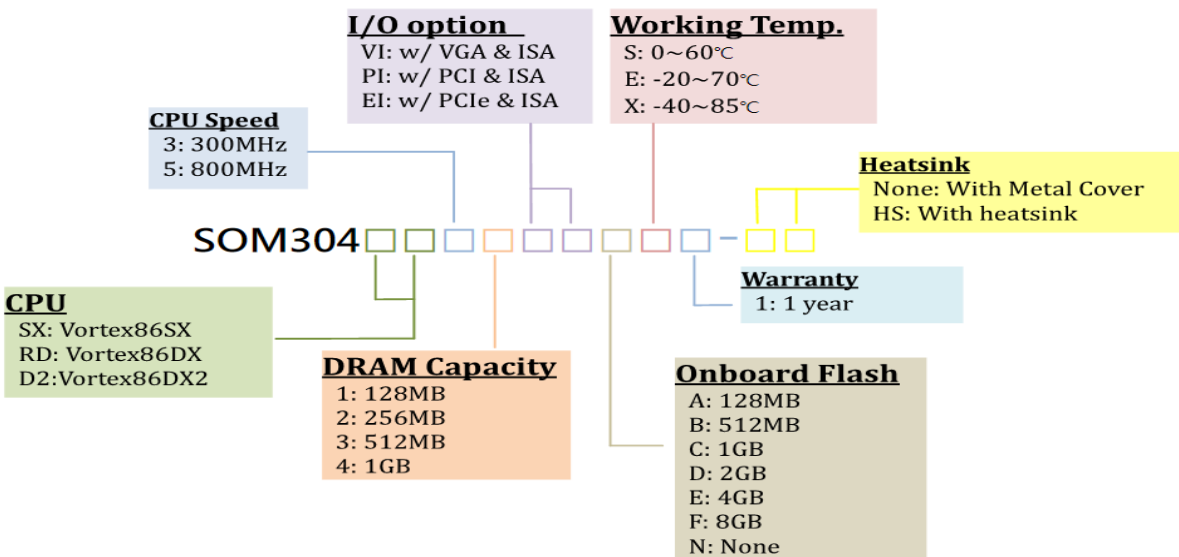 I/O option
VI: w/ VGA & ISA
PI: w/ PCI & ISA
EI: w/ PCIe & ISA
Working Temp.
S: 0~60℃
E: -20~70℃
X: -40~85℃
CPU Speed
3: 300MHz
5: 800MHz
Heatsink
None: With Metal Cover
HS: With heatsink
SOM304□□□□□□□□□-□□
CPU
SX: Vortex86SX
RD: Vortex86DX
D2:Vortex86DX2
Warranty
1: 1 year
DRAM Capacity
1: 128MB
2: 256MB
3: 512MB
4: 1GB
Onboard Flash
A: 128MB
B: 512MB
C: 1GB
D: 2GB
E: 4GB
F: 8GB
N: None